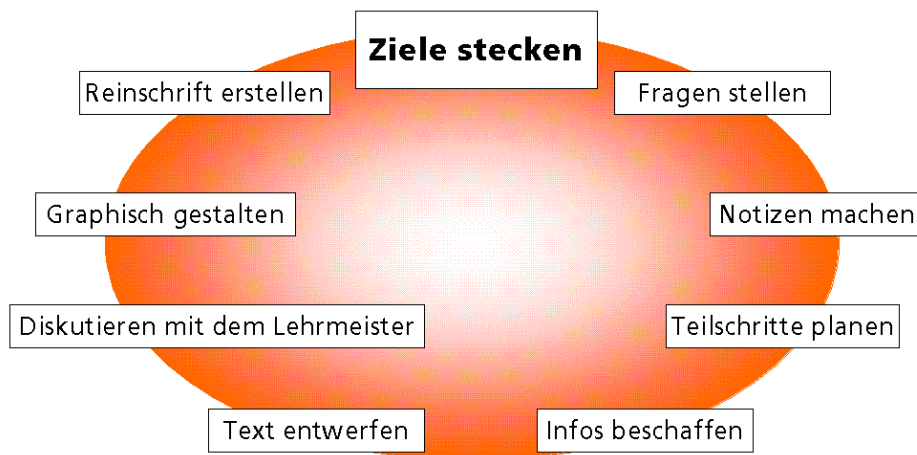 Ziele stecken
Reinschrift erstellen
Fragen stellen
Graphisch gestalten
Notizen machen
Diskutieren mit dem Lehrmeister
Teilschritte planen
Text entwerfen
Infos beschaffen